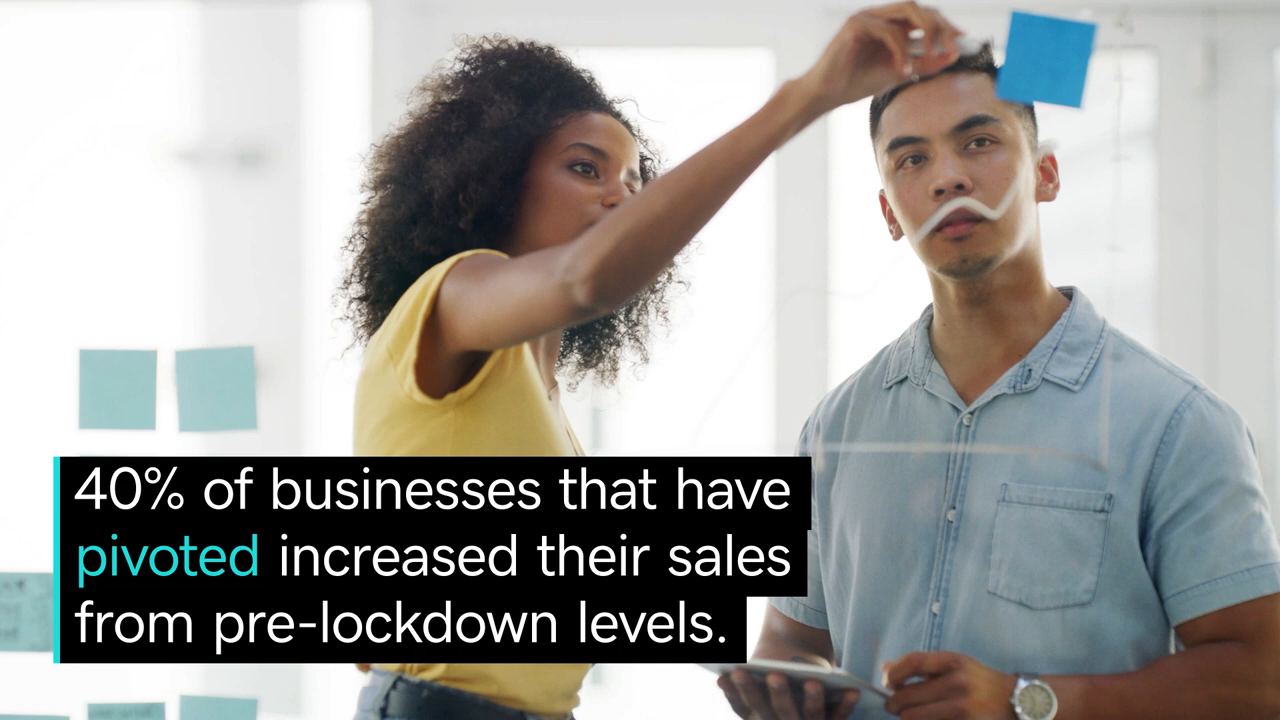 40% of businesses that have
pivoted increased their sales
from pre-lockdown levels.